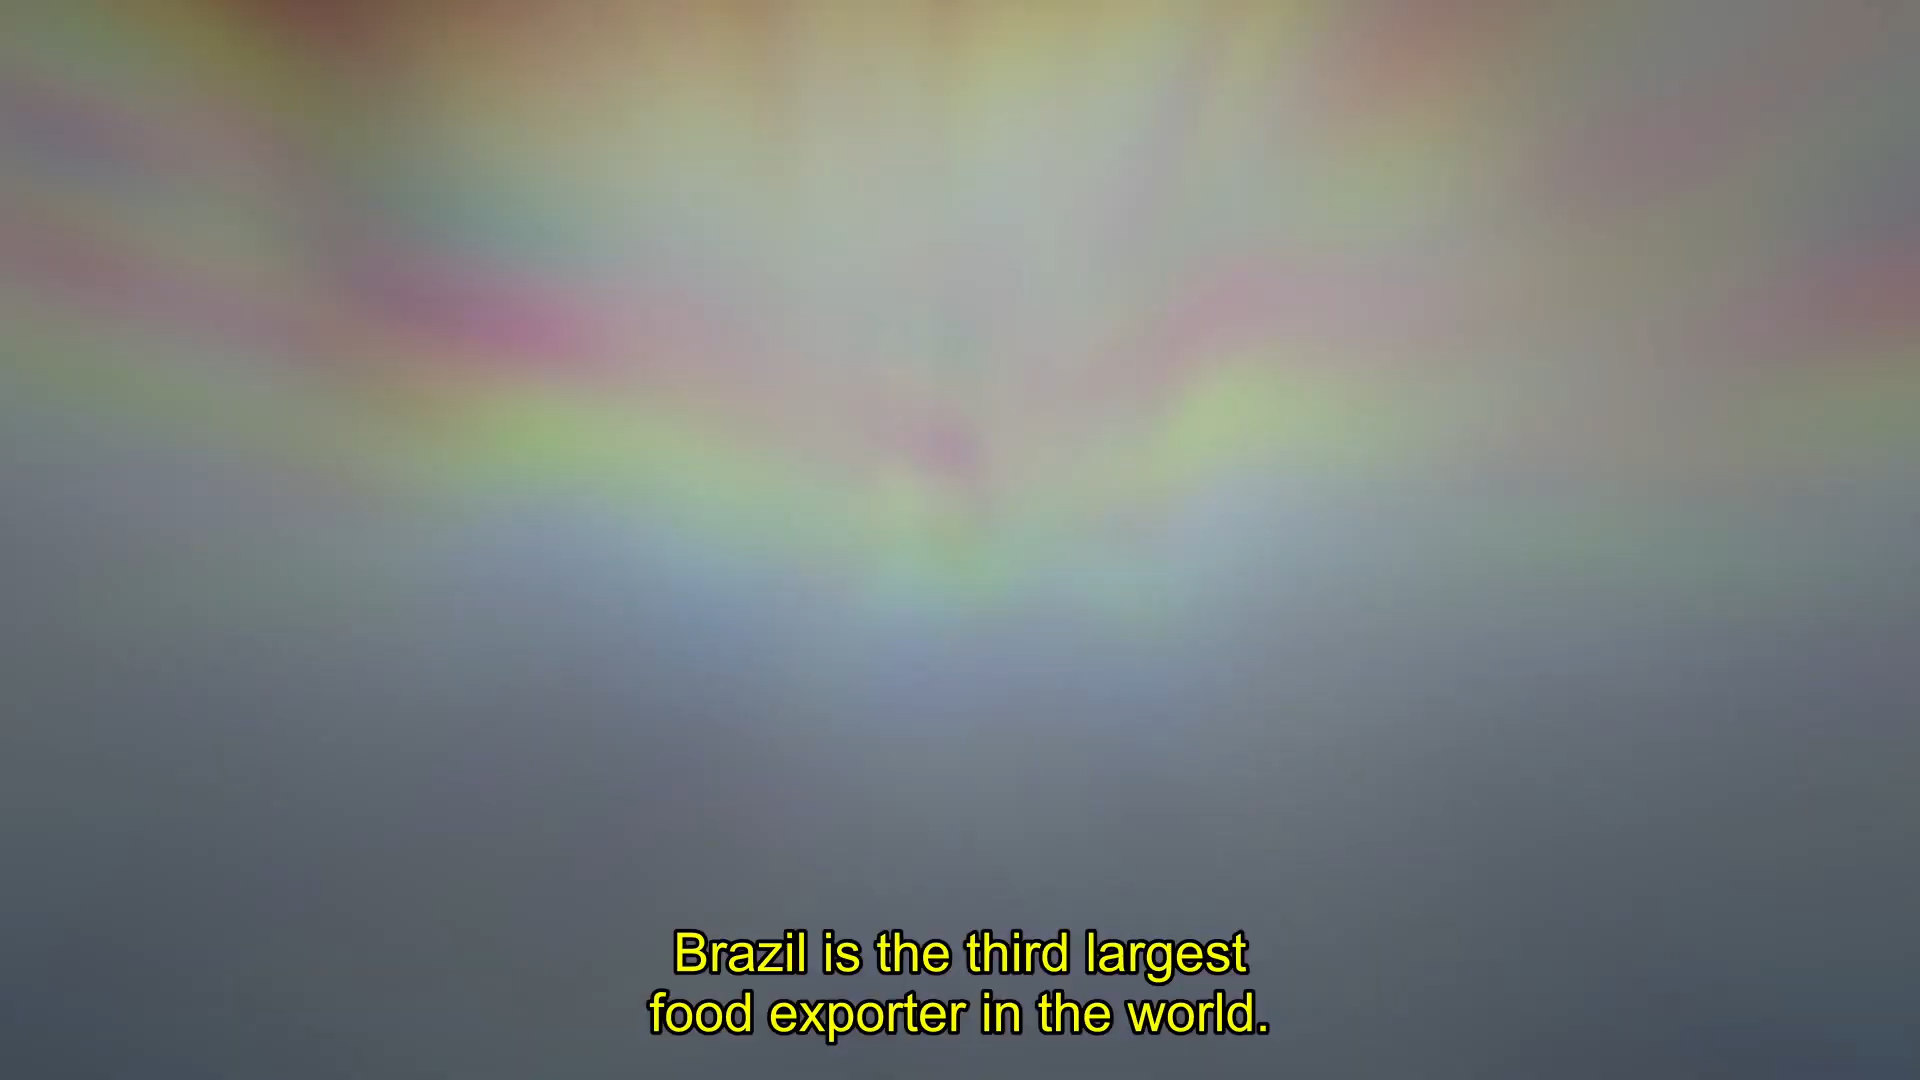 Brazil is the third largest
food exporter in the world.